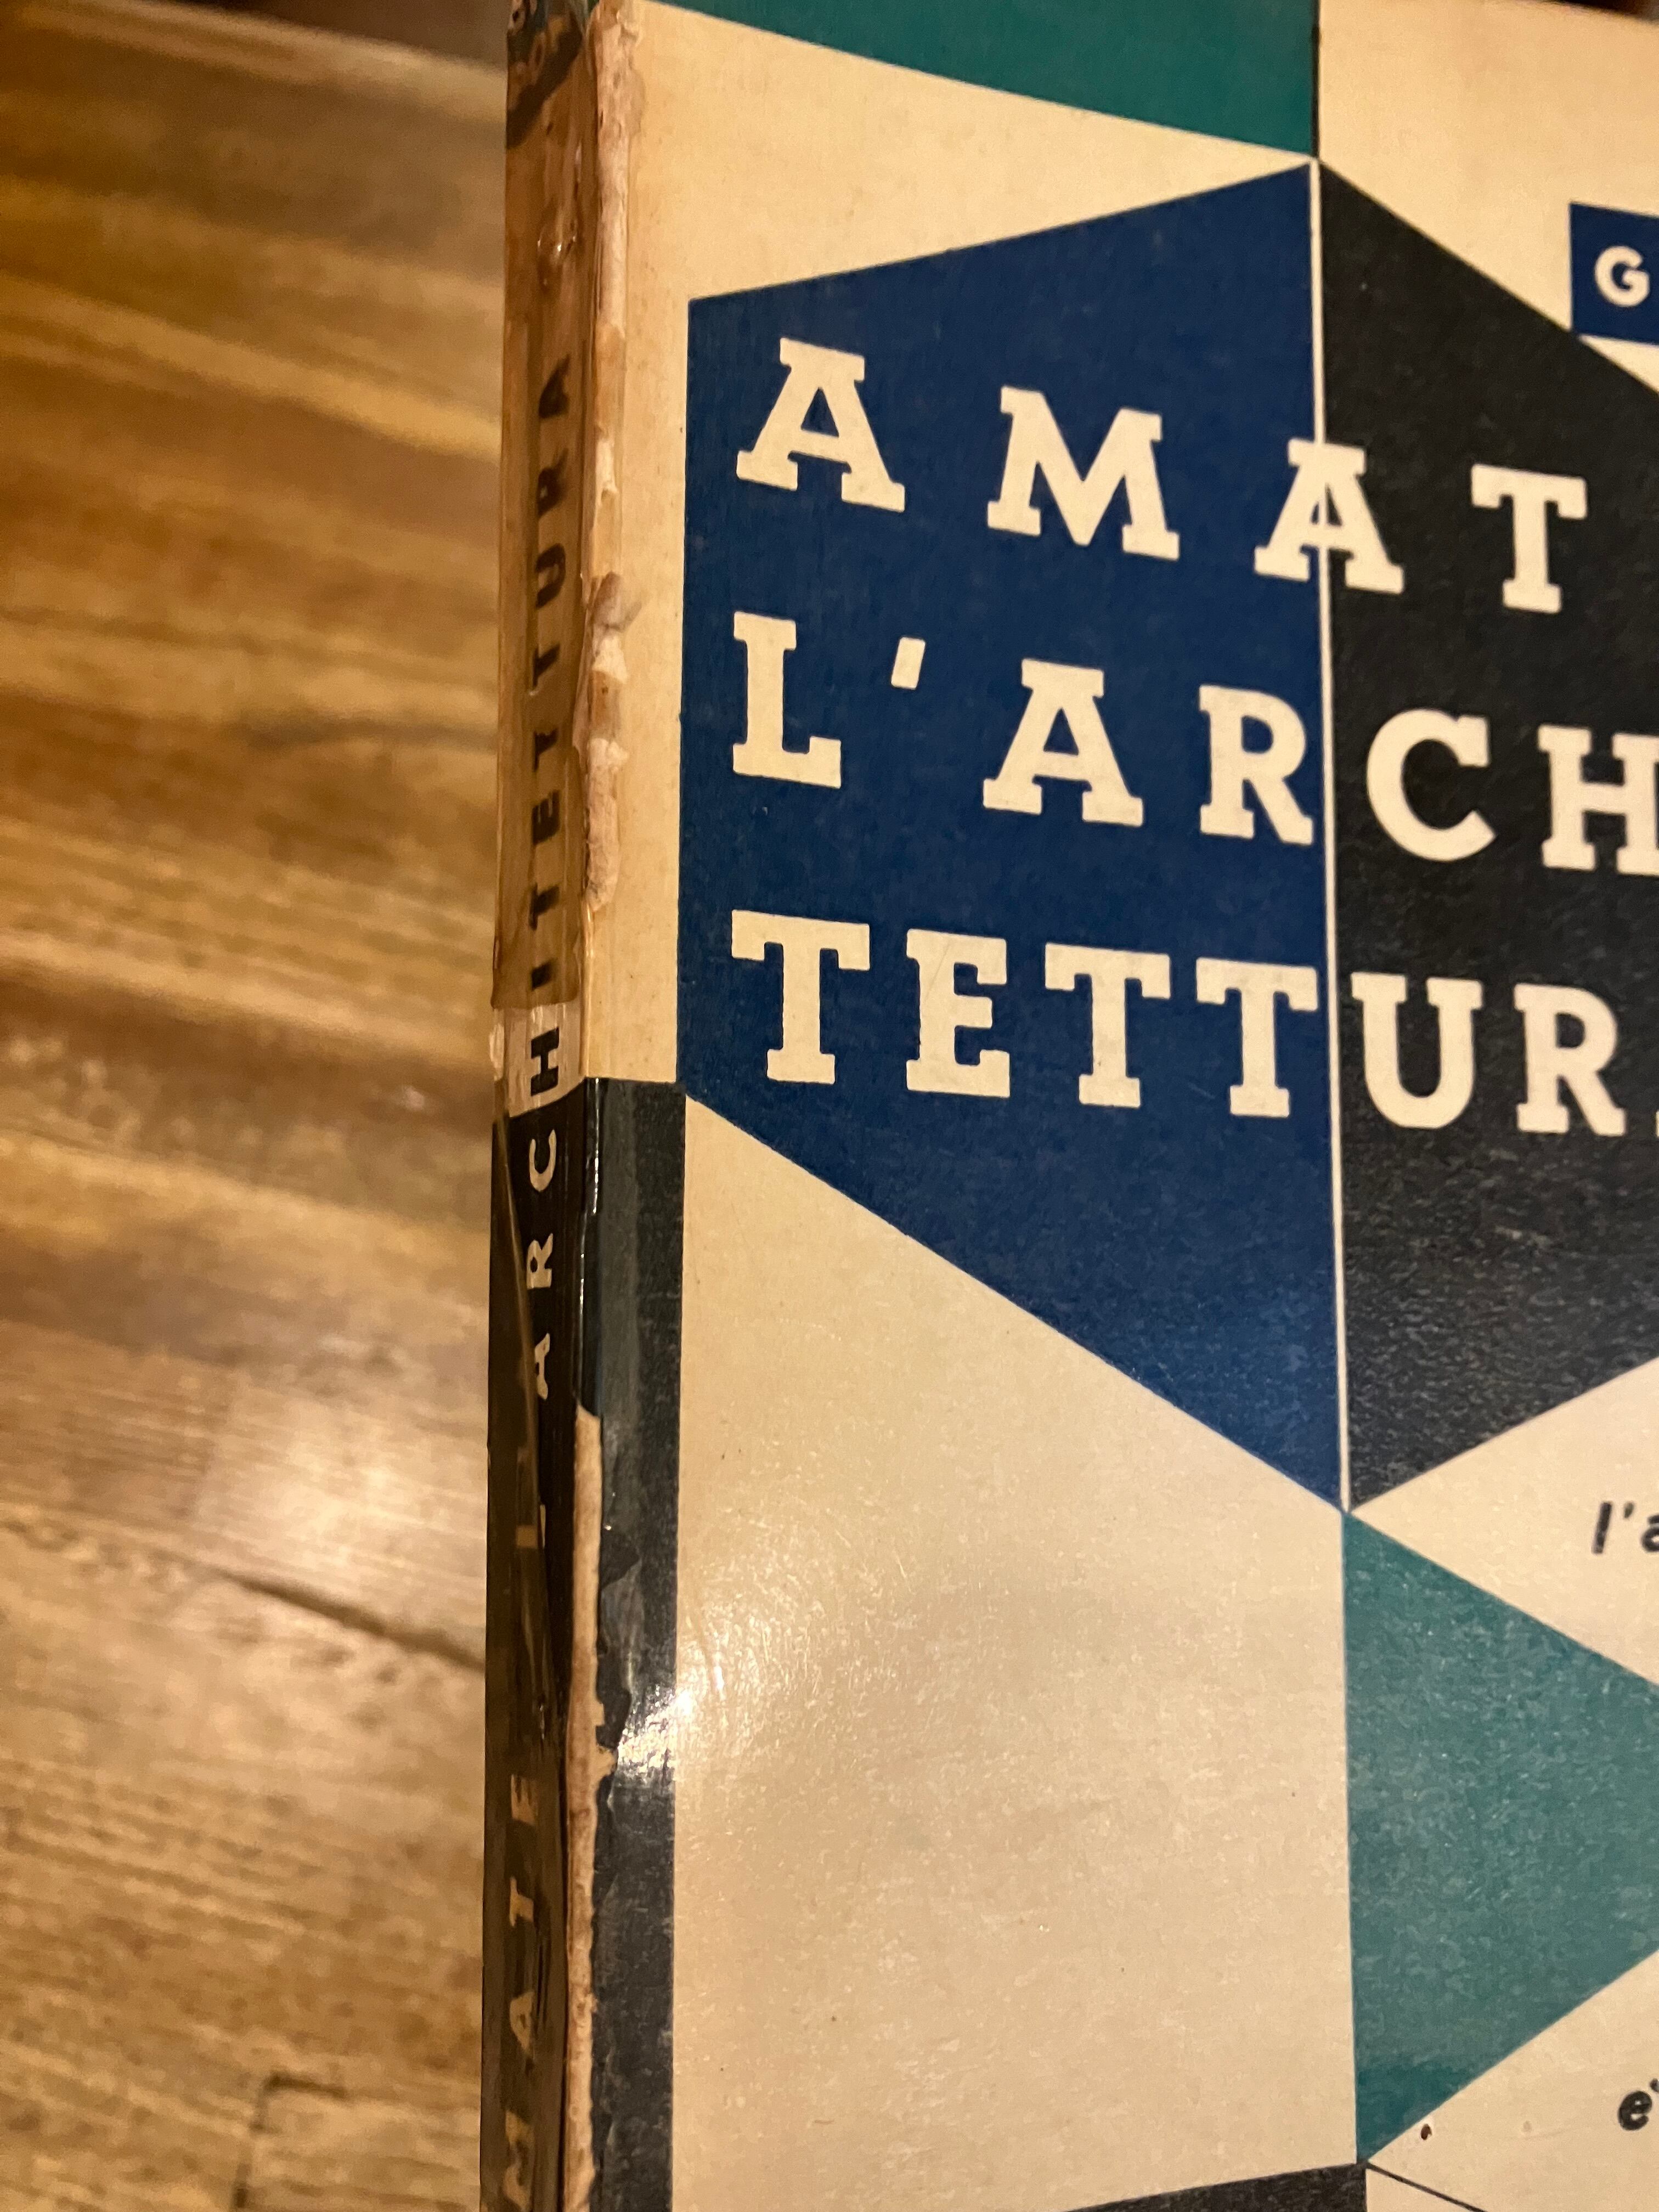 G
AMAT
L'ARCH
TETTUR
l'a
e'
AMATE L'ARCHITETTURA